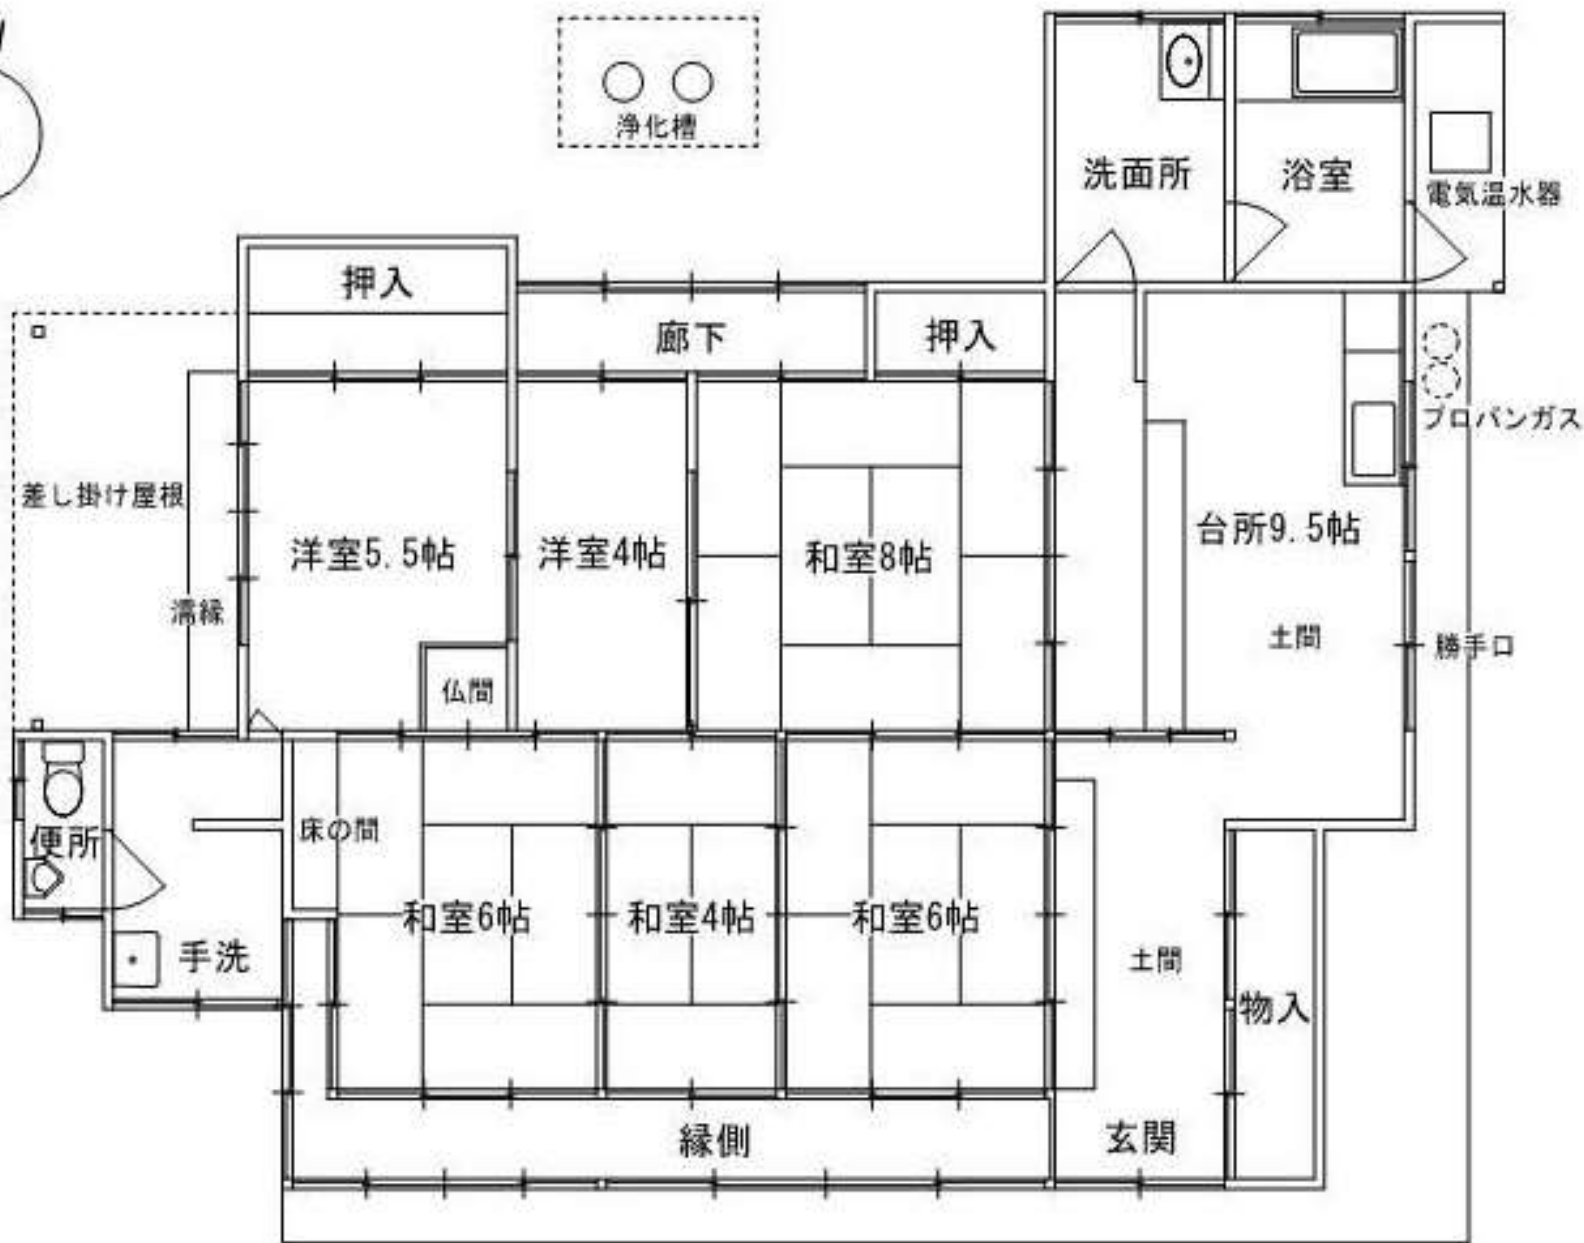 浄化槽
洗面所
浴室
電気温水器
押入
廊下
押入
プロパンガス
差し掛け屋根
洋室5.5帖
洋室4帖
和室8帖
台所9.5帖
濡縁
土間
勝手口
仏間
便所
床の間
和室6帖
和室4帖
和室6帖
手洗
土間
物入
縁側
玄関